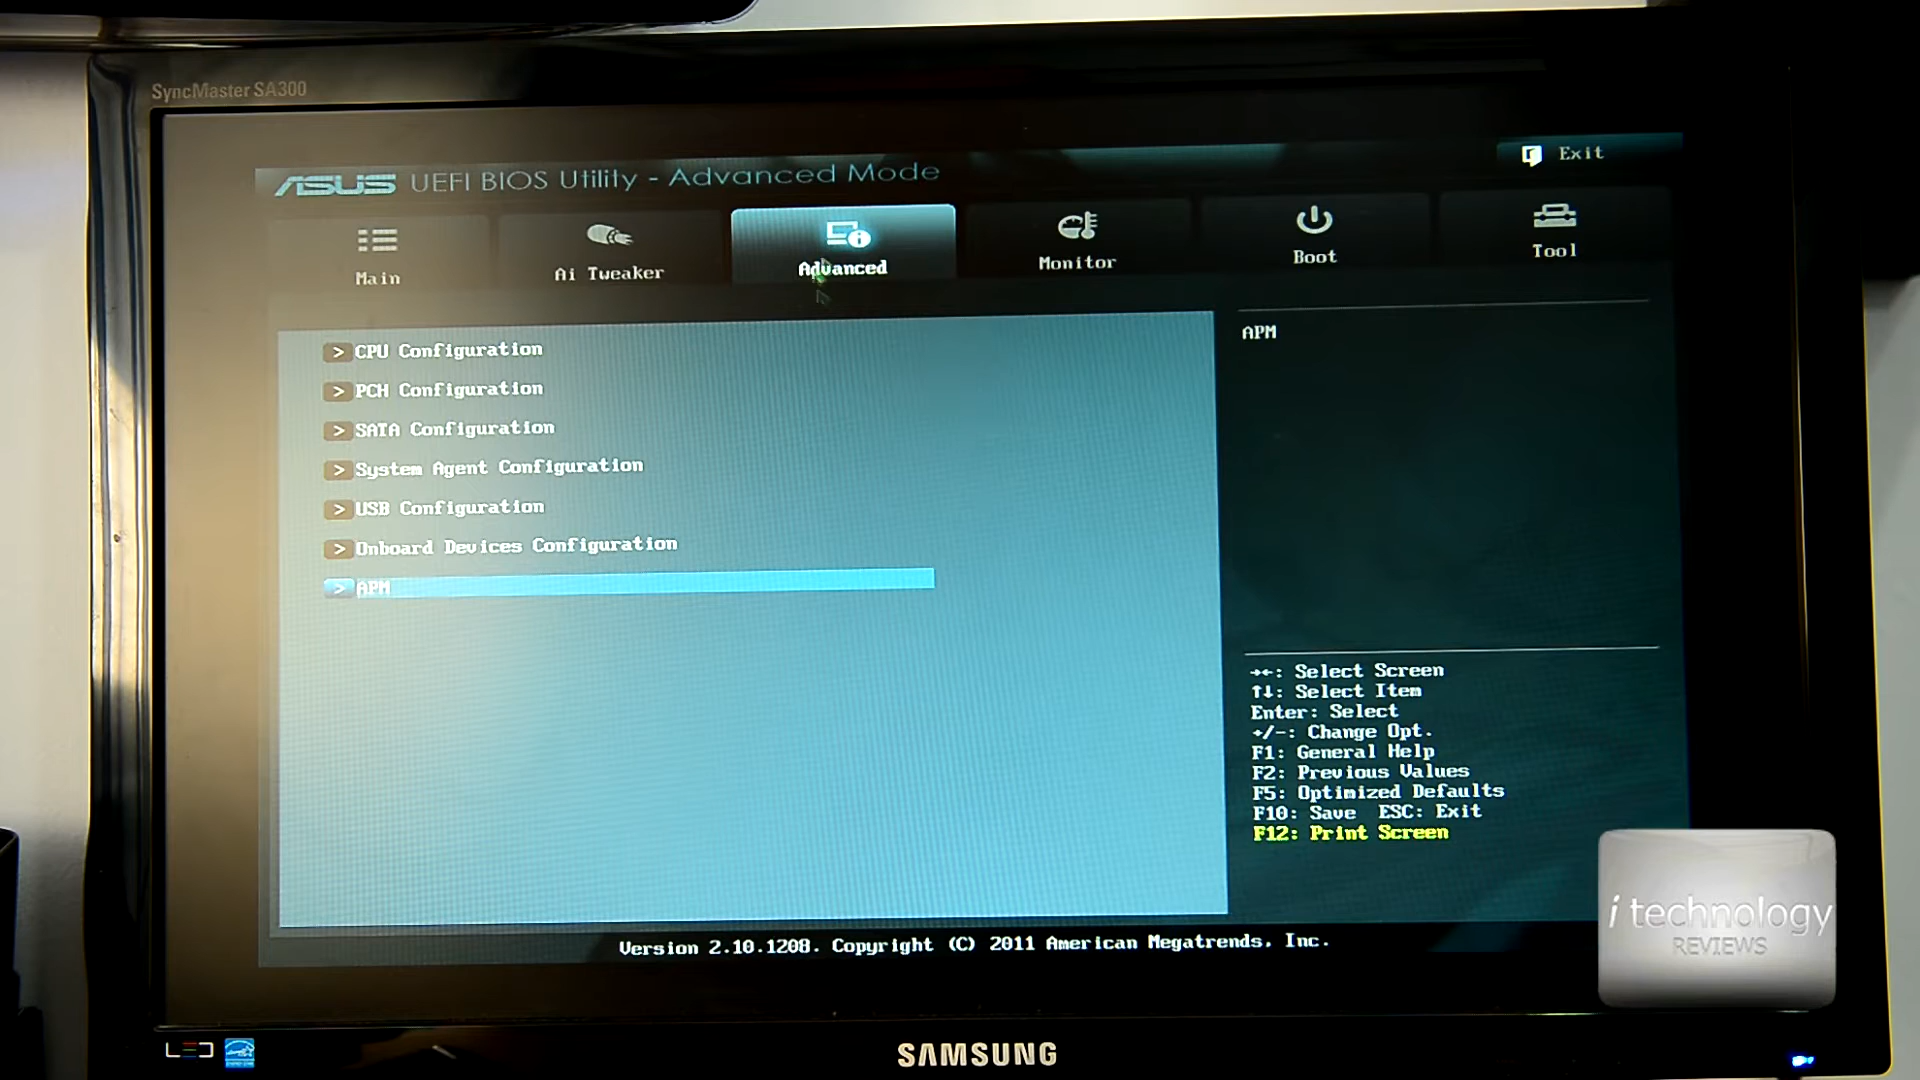 SyncMaster SA300
ASUS UEFI BIOS Utility - Advanced Mode
Exit
Main
Ai Tweaker
Advanced
Monitor
Boot
Tool
> CPU Configuration
> PCH Configuration
> SATA Configuration
> System Agent Configuration
> USB Configuration
> Onboard Devices Configuration
> APM
APM
→←: Select Screen
↑↓: Select Item
Enter: Select
+/-: Change Opt.
F1: General Help
F2: Previous Values
F5: Optimized Defaults
F10: Save ESC: Exit
F12: Print Screen
Version 2.10.1208. Copyright (C) 2011 American Megatrends, Inc.
i technology
REVIEWS
LED
SAMSUNG